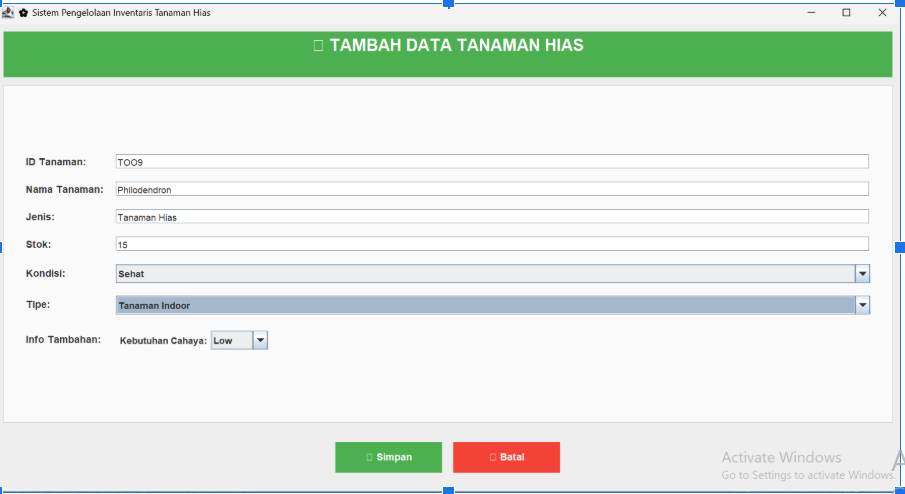 Sistem Pengelolaan Inventaris Tanaman Hias
TAMBAH DATA TANAMAN HIAS
ID Tanaman: TOO9
Nama Tanaman: Philodendron
Jenis: Tanaman Hias
Stok: 15
Kondisi: Sehat
Tipe: Tanaman Indoor
Info Tambahan: Kebutuhan Cahaya: Low
Simpan Batal
Activate Windows
Go to Settings to activate Windows.